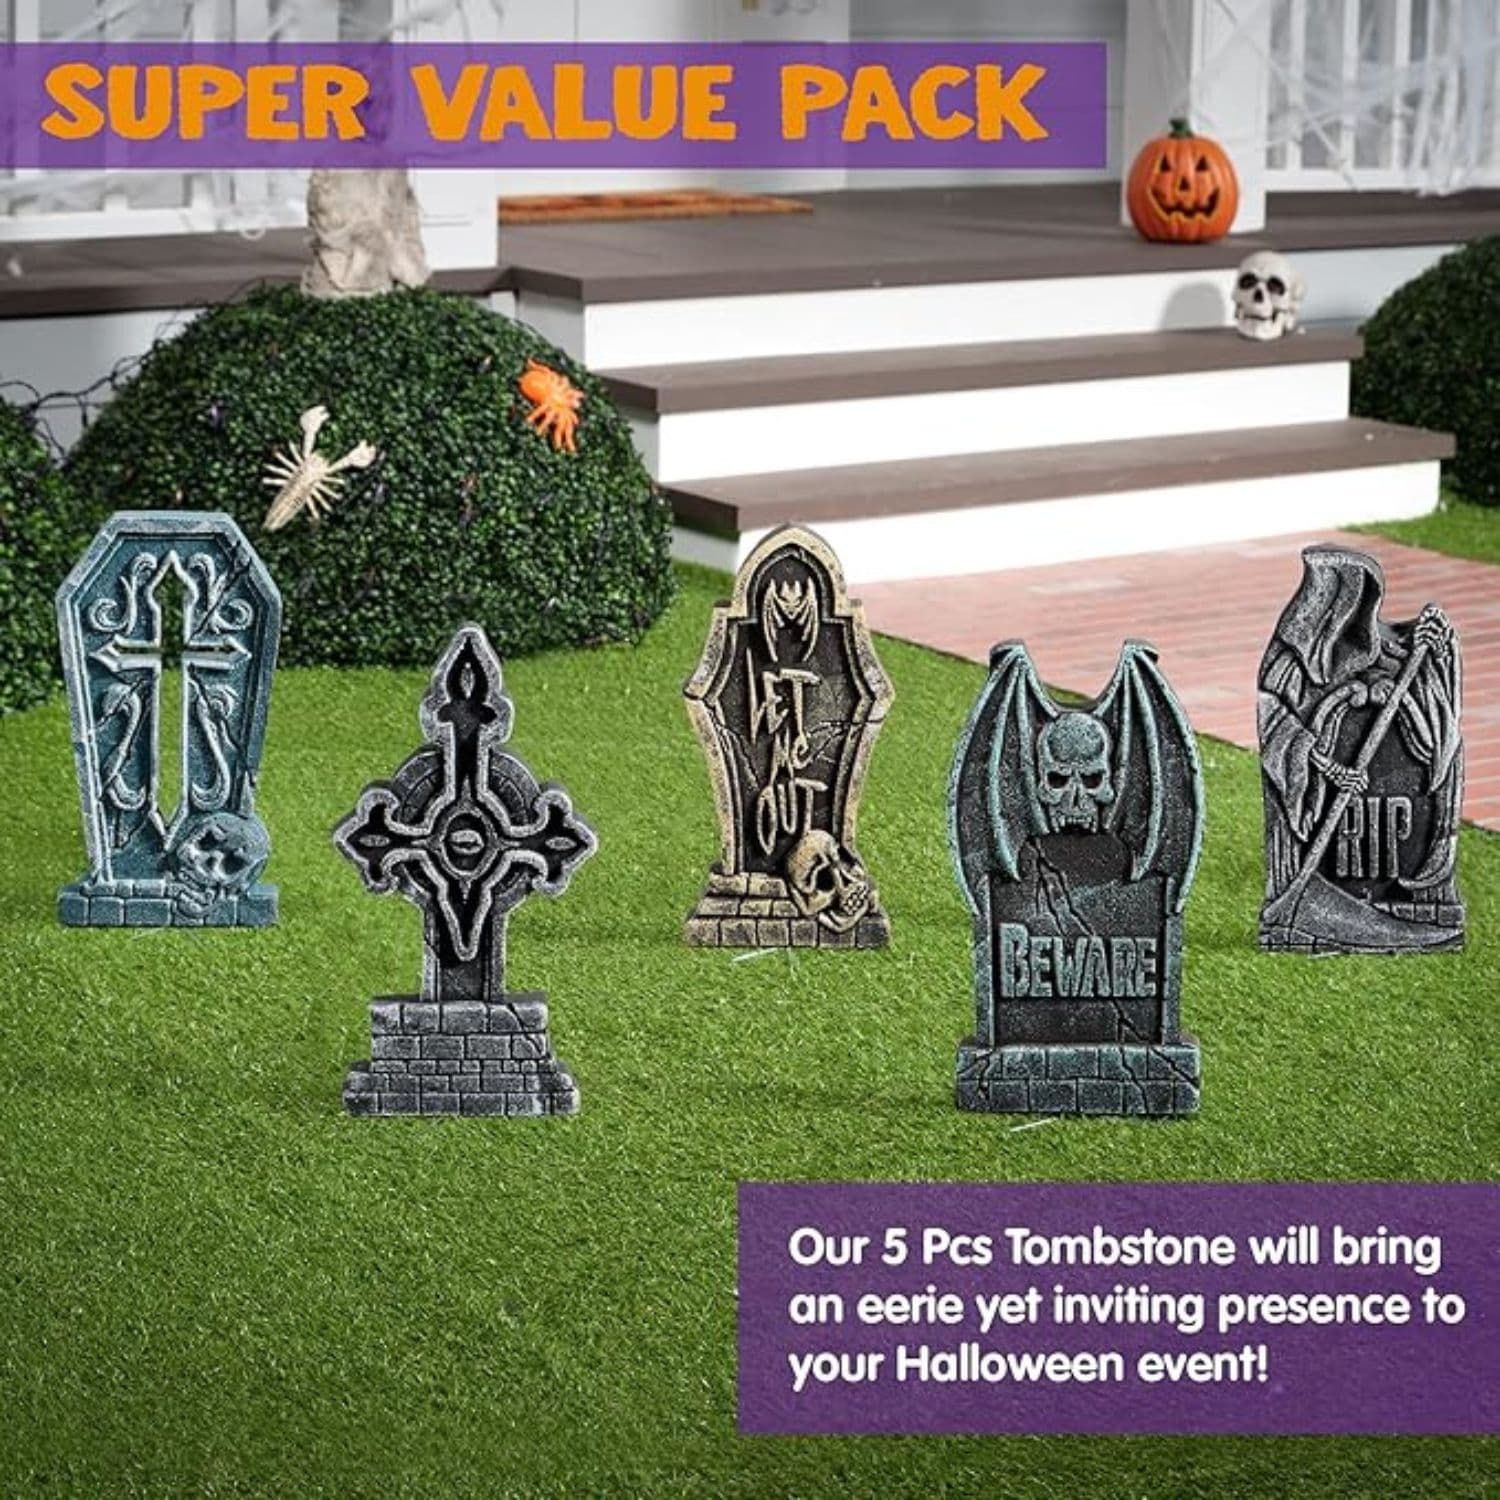 SUPER VALUE PACK
LET
ME
OUT
RIP
BEWARE
Our 5 Pcs Tombstone will bring
an eerie yet inviting presence to
your Halloween event!